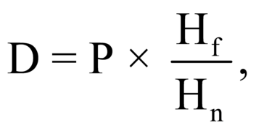 D = P × H_f / H_n,